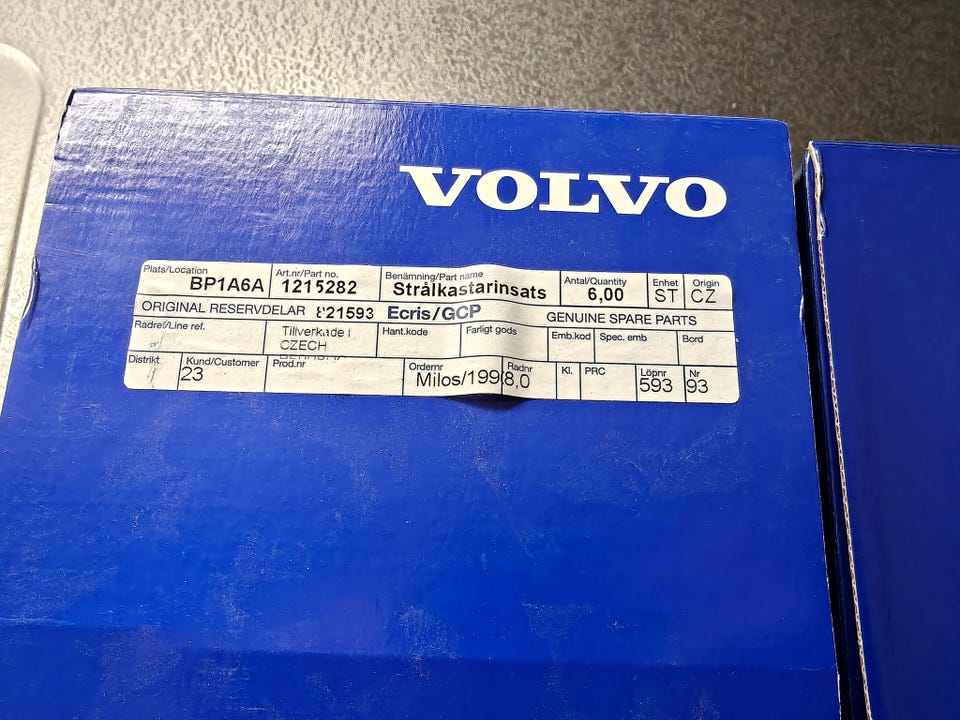 VOLVO
Plats/Location Art.nr/Part no. Benämning/Part name Antal/Quantity Enhet Origin
BP1A6A 1215282 Strålkastarinsats 6,00 ST CZ
ORIGINAL RESERVDELAR 821593 Ecris/GCP GENUINE SPARE PARTS
Radref/Line ref. Tillverkade i Hant.kode Farligt gods Emb.kod Spec. emb Bord
CZECH
Distrikt Kund/Customer Prod.nr Ordernr Radnr Kl. PRC Löpnr Nr
23 Milos/199 8,0 593 93